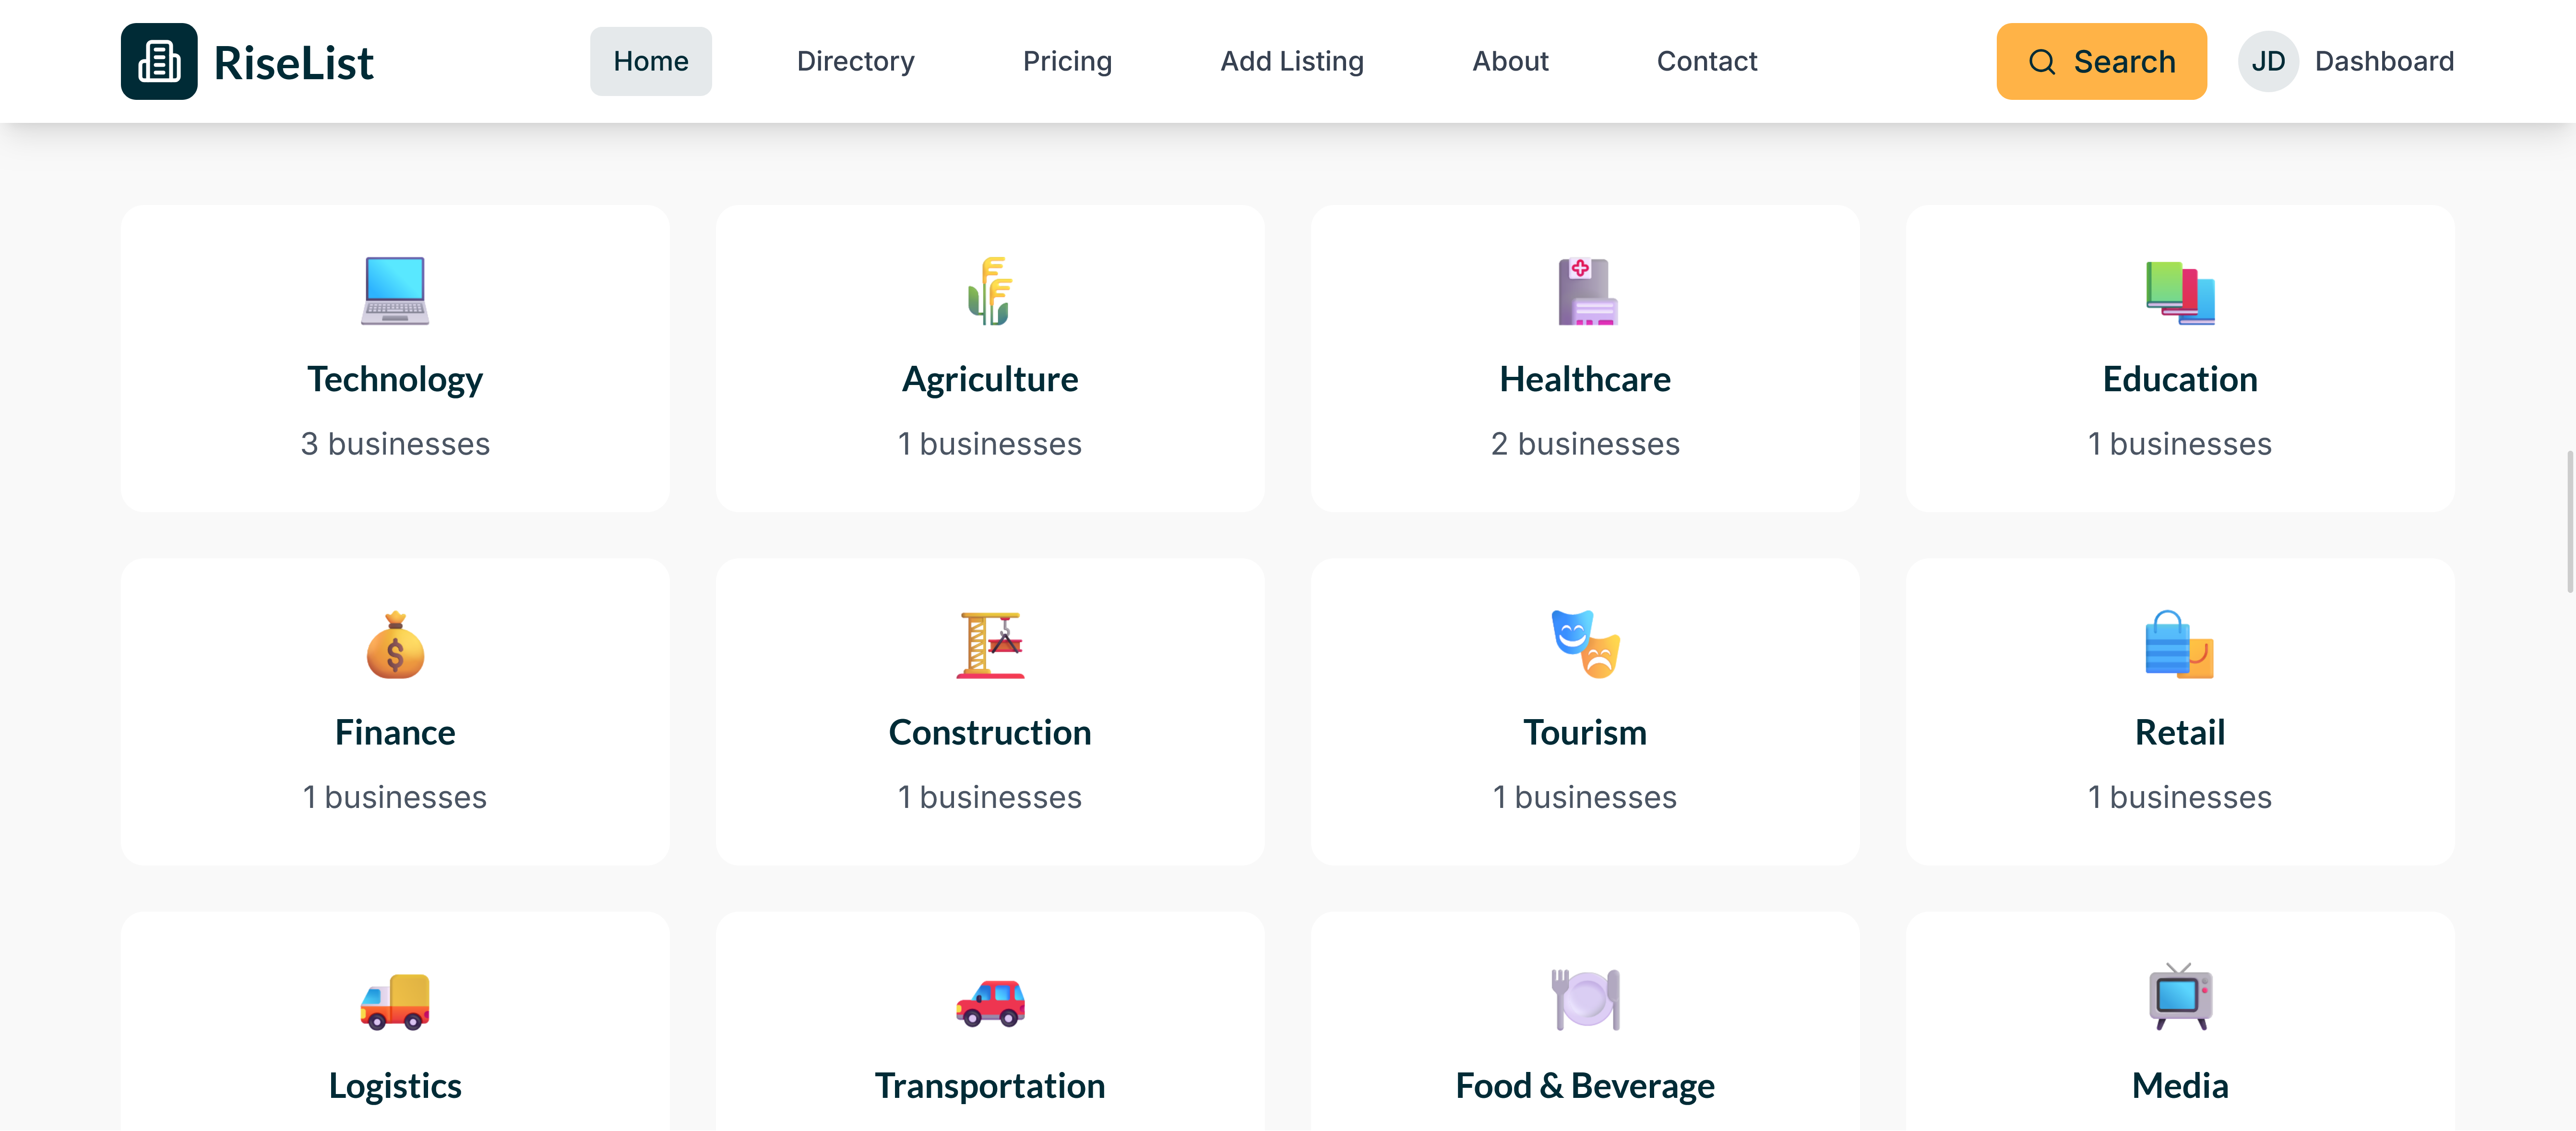 RiseList
Home
Directory
Pricing
Add Listing
About
Contact
Search
JD
Dashboard
Technology
3 businesses
Agriculture
1 businesses
Healthcare
2 businesses
Education
1 businesses
Finance
1 businesses
Construction
1 businesses
Tourism
1 businesses
Retail
1 businesses
Logistics
Transportation
Food & Beverage
Media